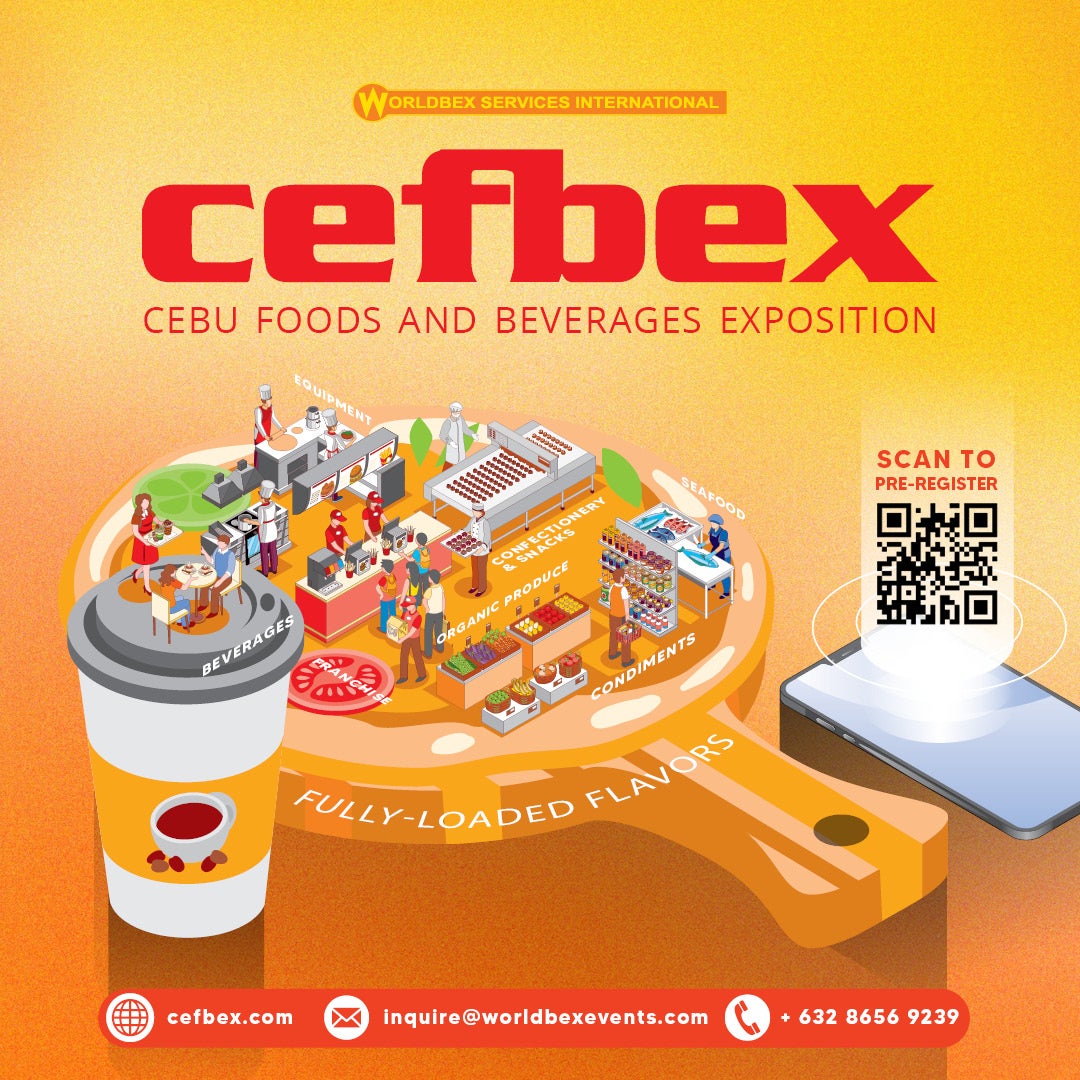 WORLDBEX SERVICES INTERNATIONAL
cefbex
CEBU FOODS AND BEVERAGES EXPOSITION
EQUIPMENT
SCAN TO
PRE-REGISTER
SEAFOOD
CONFECTIONERY
& SNACKS
ORGANIC PRODUCE
BEVERAGES
FRANCHISE
CONDIMENTS
FULLY-LOADED FLAVORS
cefbex.com
inquire@worldbexevents.com
+ 632 8656 9239